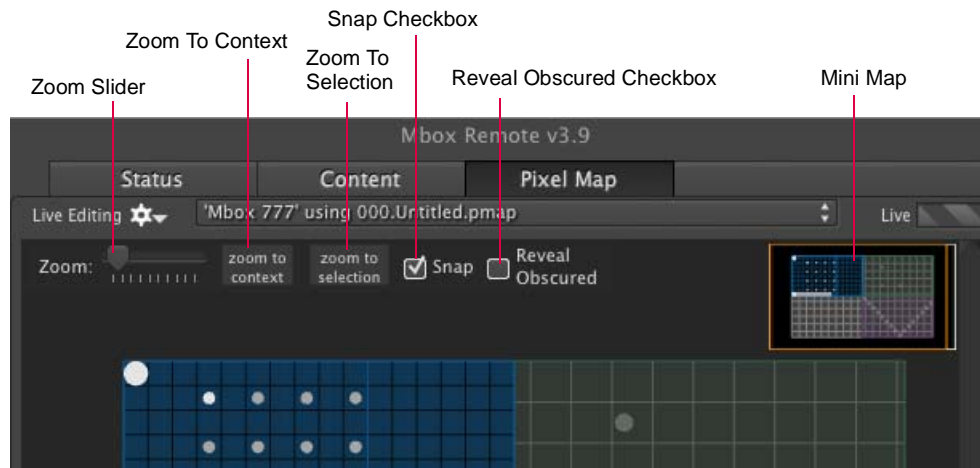 Snap Checkbox
Zoom To Context
Zoom To
Selection
Zoom Slider
Reveal Obscured Checkbox
Mini Map
Mbox Remote v3.9
Status
Content
Pixel Map
Live Editing
'Mbox 777' using 000.Untitled.pmap
Live
Zoom:
zoom to
context
zoom to
selection
Snap
Reveal
Obscured